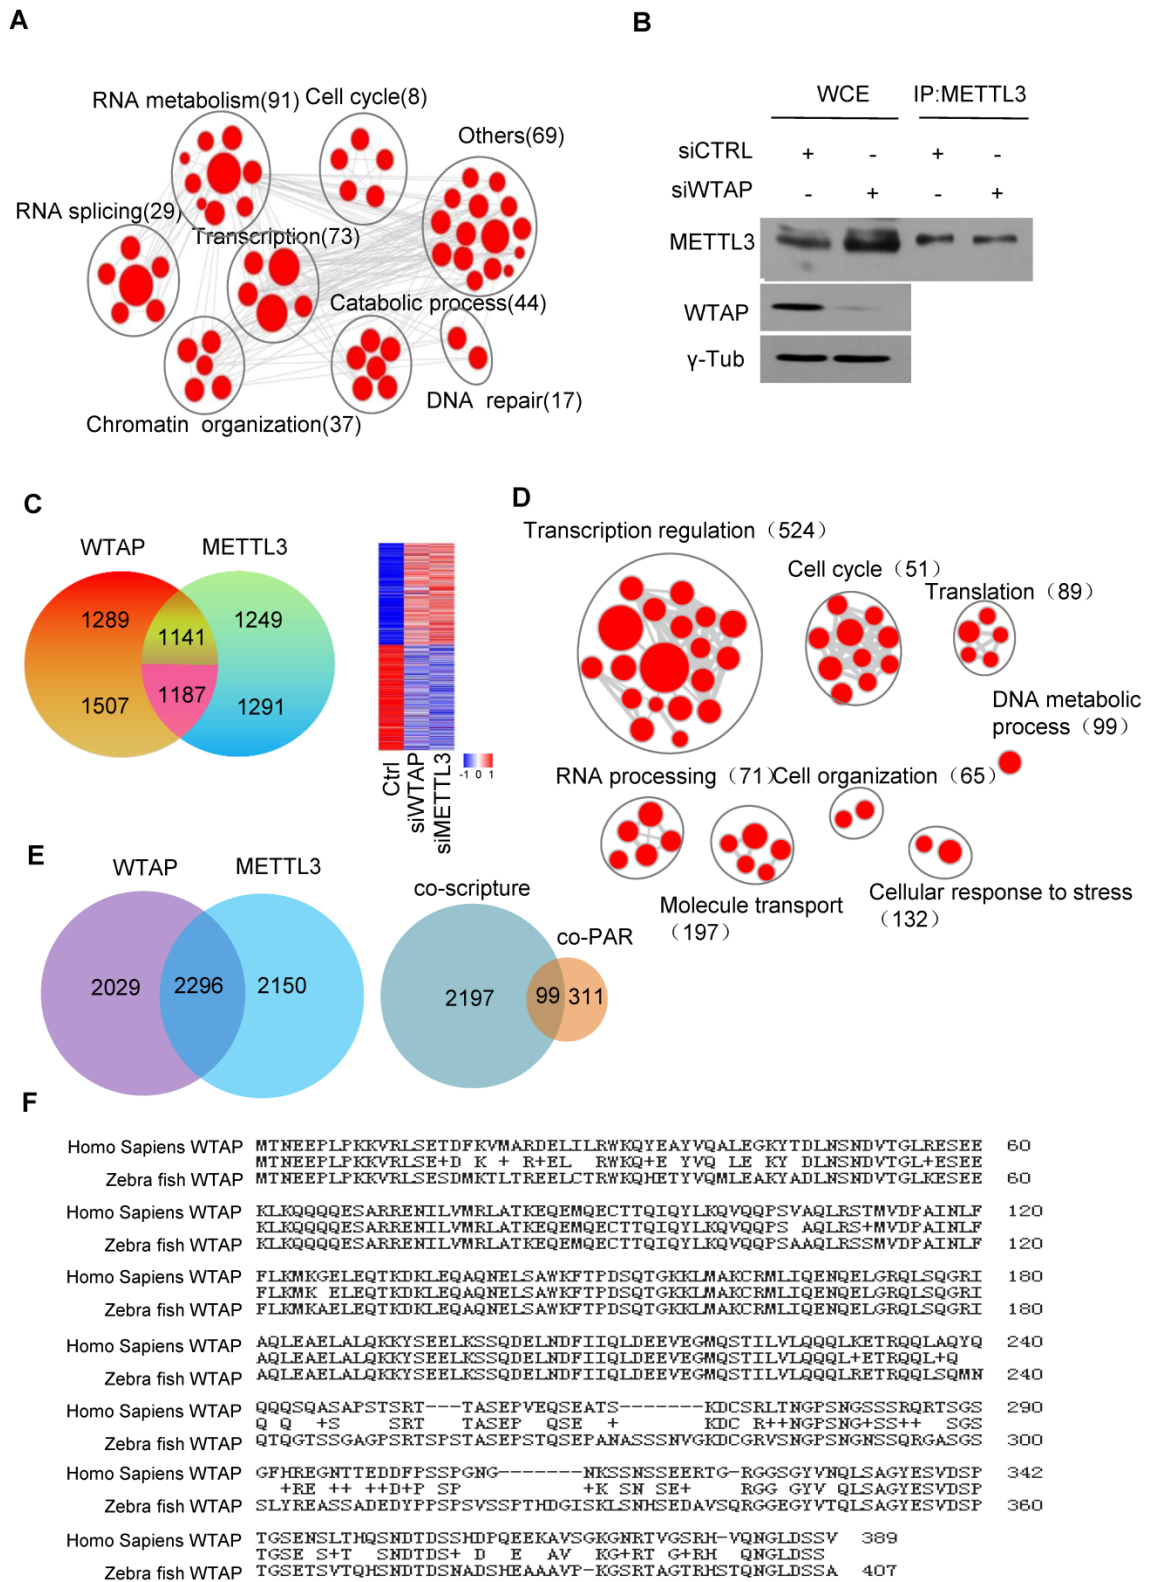 A
B
RNA metabolism(91)
Cell cycle(8)
Others(69)
RNA splicing(29)
Transcription(73)
Catabolic process(44)
DNA repair(17)
Chromatin organization(37)
WCE
IP:METTL3
siCTRL + - + -
siWTAP - + - +
METTL3
WTAP
γ-Tub
C
WTAP
METTL3
1289
1141
1249
1507
1187
1291
Ctrl
siWTAP
siMETTL3
-1 0 1
D
Transcription regulation（524）
Cell cycle（51）
Translation（89）
DNA metabolic
process（99）
RNA processing（71）
Cell organization（65）
Molecule transport
（197）
Cellular response to stress
（132）
E
WTAP
METTL3
2029
2296
2150
co-scripture
co-PAR
2197
99
311
F
Homo Sapiens WTAP MTNEEPLPKKVRLSETDFKVMARDELILRWKQYEAYVQALEGKYTDLNSNDVTGLRESEE 60
MTNEEPLPKKVRLSE+D K + R+EL RWKQ+E YVQ LE KY DLNSNDVTGL+ESEE
Zebra fish WTAP MTNEEPLPKKVRLSESDMKTLTREELCTRWKQHETYVQMLEAKYADLNSNDVTGLKESEE 60
Homo Sapiens WTAP KLKQQQQESARRENILVMRLATKEQEMQECTTQIQYLKQVQQPSVAQLRSTMVDPAINLF 120
KLKQQQQESARRENILVMRLATKEQEMQECTTQIQYLKQVQQPS AQLRS+MVDPAINLF
Zebra fish WTAP KLKQQQQESARRENILVMRLATKEQEMQECTTQIQYLKQVQQPSAAQLRSSMVDPAINLF 120
Homo Sapiens WTAP FLKMKGELEQTKDKLEQAQNELSAWKFTPDSQTGKKLMAKCRMLIQENQELGRQLSQGRI 180
FLKMK ELEQTKDKLEQAQNELSAWKFTPDSQTGKKLMAKCRMLIQENQELGRQLSQGRI
Zebra fish WTAP FLKMKAELEQTKDKLEQAQNELSAWKFTPDSQTGKKLMAKCRMLIQENQELGRQLSQGRI 180
Homo Sapiens WTAP AQLEAELALQKKYSEELKSSQDELNDFIIQLDEEVEGMQSTILVLQQQLKETRQQLAQYQ 240
AQLEAELALQKKYSEELKSSQDELNDFIIQLDEEVEGMQSTILVLQQQL+ETRQQL+Q
Zebra fish WTAP AQLEAELALQKKYSEELKSSQDELNDFIIQLDEEVEGMQSTILVLQQQLRETRQQLSQMN 240
Homo Sapiens WTAP QQQSQASAPSTSRT---TASEPVEQSEATS-------KDCSRLTNGPSNGSSSRQRTSGS 290
Q Q +S SRT TASEP QSE + KDC R++NGPSNG+SS++ SGS
Zebra fish WTAP QTQGTSSGAGPSRTSPSTASEPSTQSEPANASSSNVGKDCGRVSNGPSNGNSSQRGASGS 300
Homo Sapiens WTAP GFHREGNTTEDDFPSSPGNG-------NKSSNSSEERTG-RGGSGYVNQLSAGYESVDSP 342
+RE ++ ++D+P SP +K SN SE+ RGG GYV QLSAGYESVDSP
Zebra fish WTAP SLYREASSADEDYPPSPSVSSPTHDGISKLSNHSEDAVSQRGGEGYVTQLSAGYESVDSP 360
Homo Sapiens WTAP TGSENSLTHQSNDTDSSHDPQEEKAVSGKGNRTVGSRH-VQNGLDSSV 389
TGSE S+T SNDTDS+ D E AV KG+RT G+RH QNGLDSS
Zebra fish WTAP TGSETSVTQHSNDTDSNADSHEAAAVP-KGSRTAGTRHSTQNGLDSSA 407